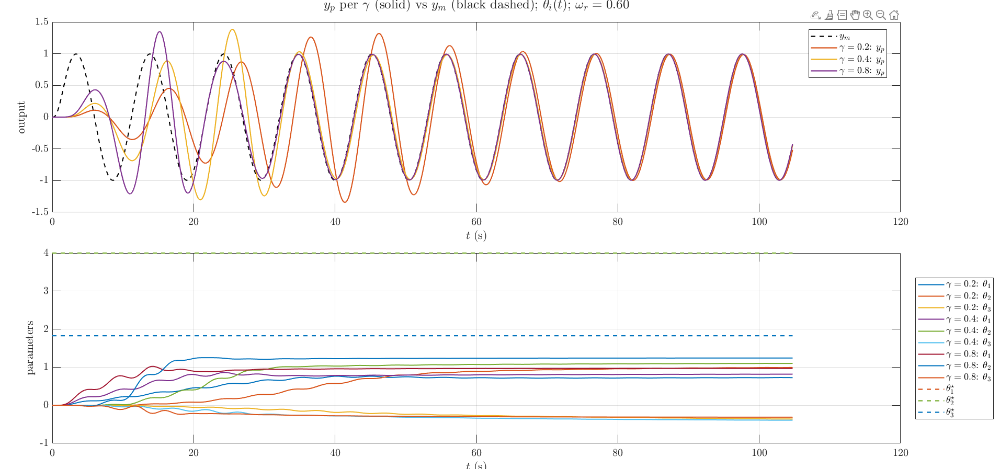 y_p per γ (solid) vs y_m (black dashed); θ_i(t); ω_r = 0.60
1.5
1
0.5
0
-0.5
-1
-1.5
output
0
20
40
60
80
100
120
t (s)
y_m
γ = 0.2: y_p
γ = 0.4: y_p
γ = 0.8: y_p
4
3
2
1
0
-1
parameters
0
20
40
60
80
100
120
t (s)
γ = 0.2: θ_1
γ = 0.2: θ_2
γ = 0.2: θ_3
γ = 0.4: θ_1
γ = 0.4: θ_2
γ = 0.4: θ_3
γ = 0.8: θ_1
γ = 0.8: θ_2
γ = 0.8: θ_3
θ_1^⋆
θ_2^⋆
θ_3^⋆